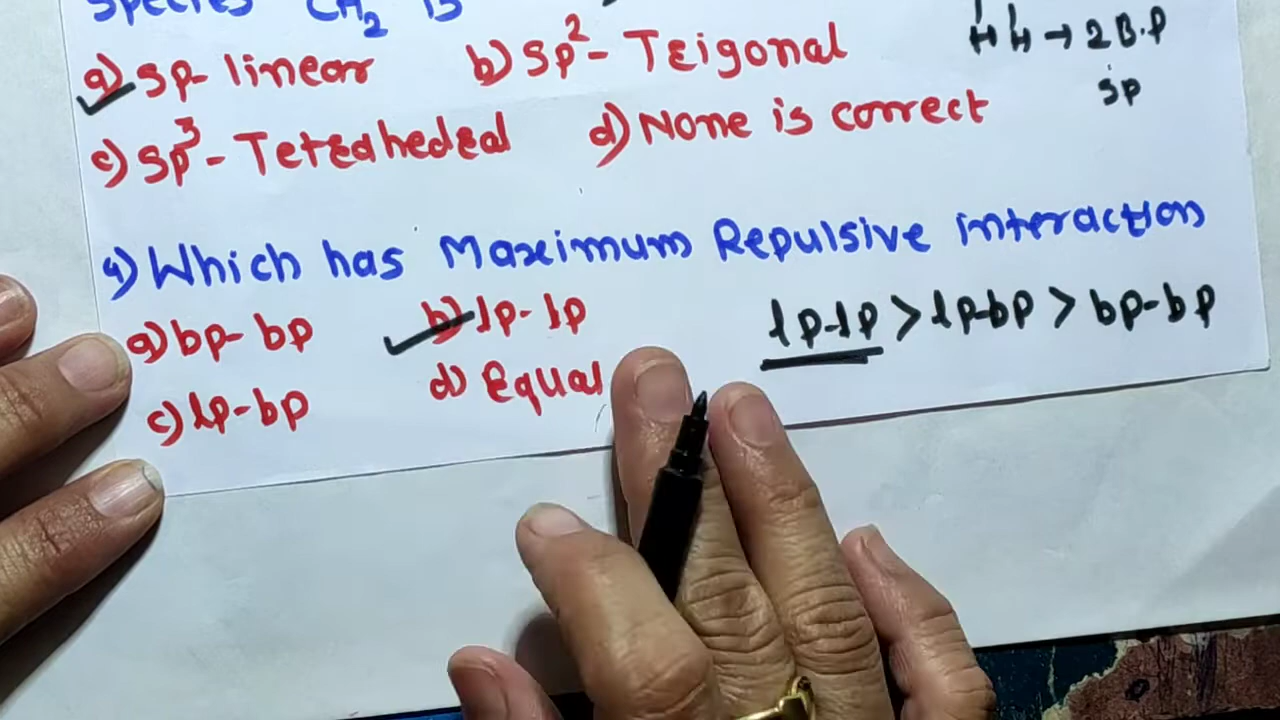 Species CH2 is
a) sp- linear b) sp2- Trigonal
H H → 2 B.P
sp
c) sp3- Tetrahedral d) None is correct
4) Which has Maximum Repulsive interaction
a) bp- bp b) lp- lp
lp-lp > lp-bp > bp-bp
c) lp-bp d) Equal